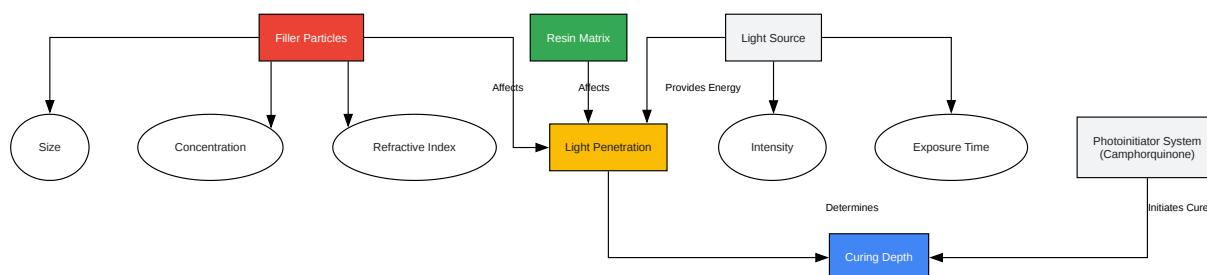 Filler Particles
Resin Matrix
Light Source
Affects
Affects
Provides Energy
Size
Concentration
Refractive Index
Light Penetration
Intensity
Exposure Time
Photoinitiator System
(Camphorquinone)
Determines
Initiates Cure
Curing Depth